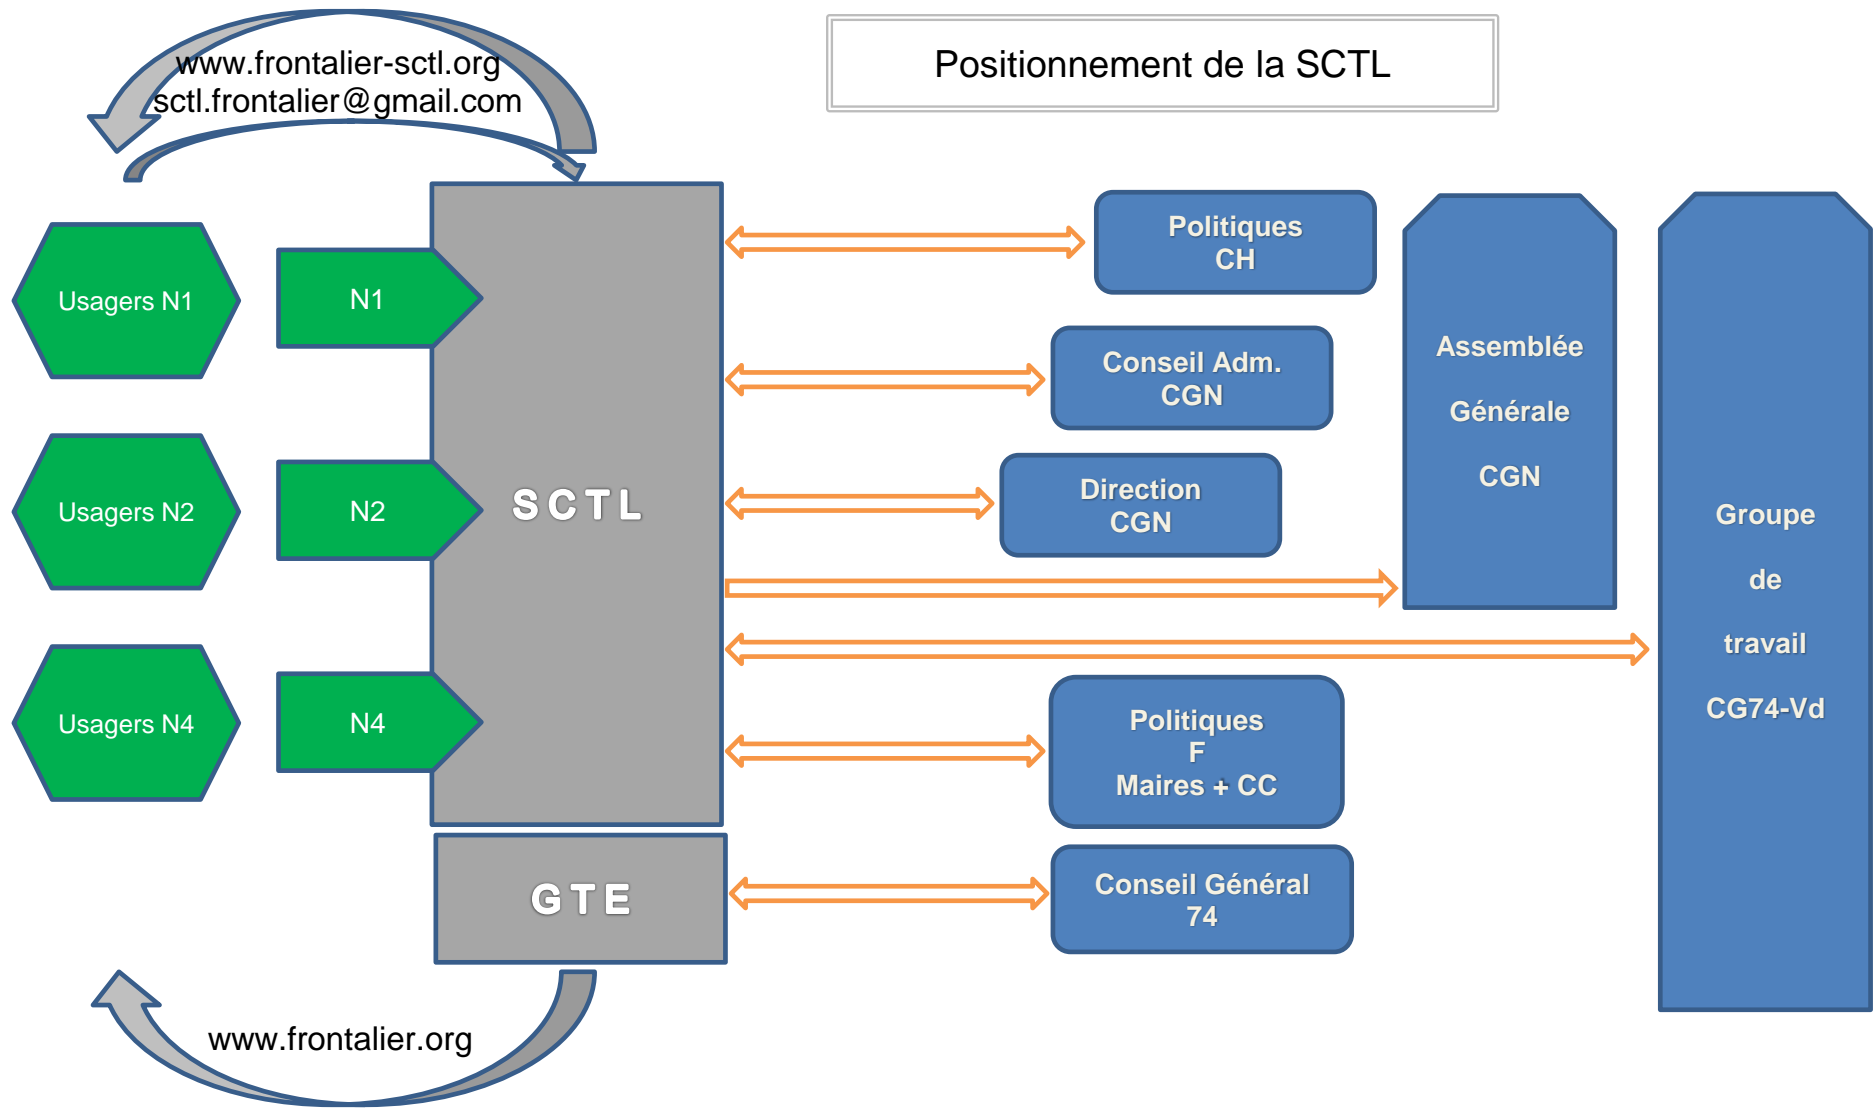 www.frontalier-sctl.org
sctl.frontalier@gmail.com
Positionnement de la SCTL
Usagers N1
N1
Usagers N2
N2
Usagers N4
N4
SCTL
GTE
Politiques
CH
Conseil Adm.
CGN
Direction
CGN
Politiques
F
Maires + CC
Conseil Général
74
Assemblée
Générale
CGN
Groupe
de
travail
CG74-Vd
www.frontalier.org